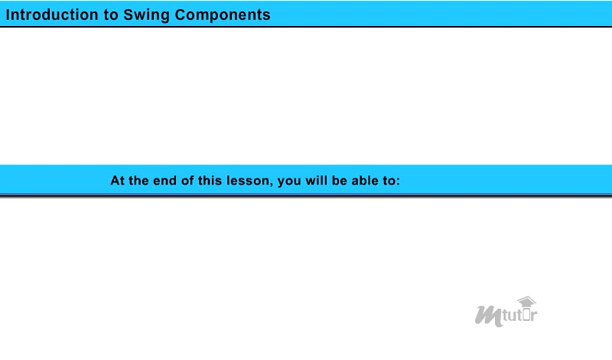 Introduction to Swing Components
At the end of this lesson, you will be able to:
Mtutor